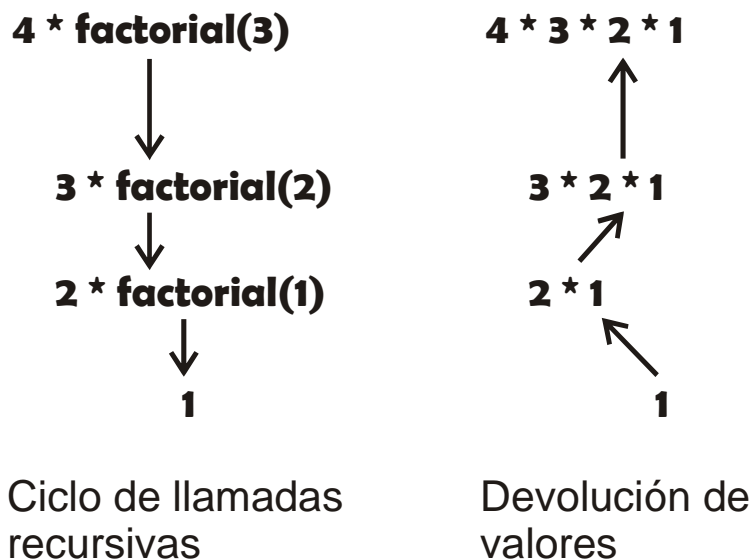 4 * factorial(3)
3 * factorial(2)
2 * factorial(1)
1
Ciclo de llamadas
recursivas
4 * 3 * 2 * 1
3 * 2 * 1
2 * 1
1
Devolución de
valores